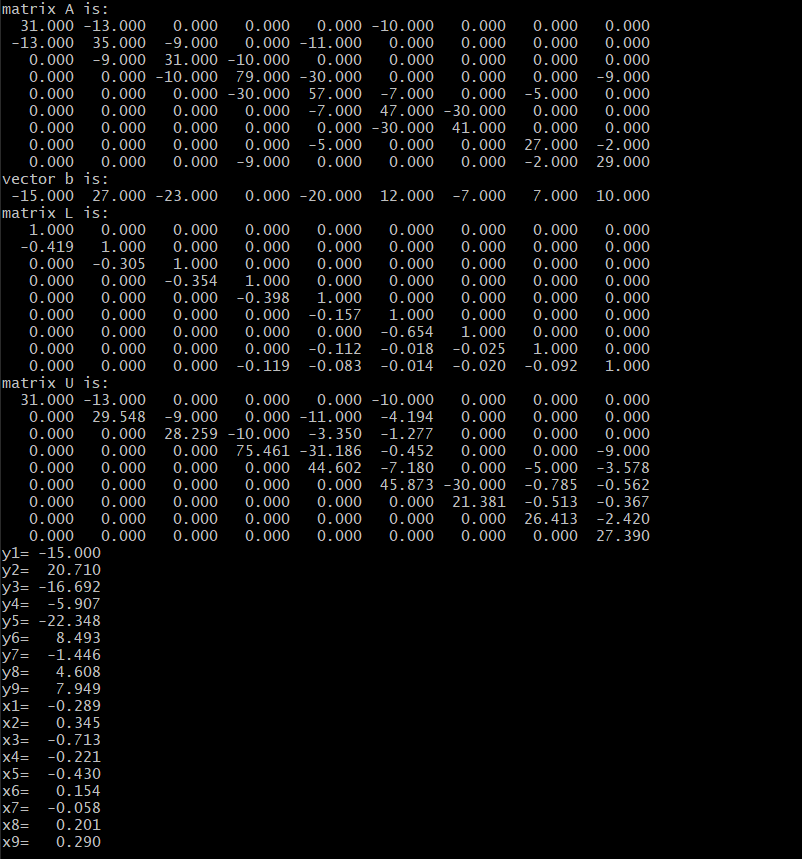 matrix A is:
  31.000 -13.000   0.000   0.000   0.000 -10.000   0.000   0.000   0.000
 -13.000  35.000  -9.000   0.000 -11.000   0.000   0.000   0.000   0.000
   0.000  -9.000  31.000 -10.000   0.000   0.000   0.000   0.000   0.000
   0.000   0.000 -10.000  79.000 -30.000   0.000   0.000   0.000  -9.000
   0.000   0.000   0.000 -30.000  57.000  -7.000   0.000  -5.000   0.000
   0.000   0.000   0.000   0.000  -7.000  47.000 -30.000   0.000   0.000
   0.000   0.000   0.000   0.000   0.000 -30.000  41.000   0.000   0.000
   0.000   0.000   0.000   0.000  -5.000   0.000   0.000  27.000  -2.000
   0.000   0.000   0.000  -9.000   0.000   0.000   0.000  -2.000  29.000
vector b is:
 -15.000  27.000 -23.000   0.000 -20.000  12.000  -7.000   7.000  10.000
matrix L is:
   1.000   0.000   0.000   0.000   0.000   0.000   0.000   0.000   0.000
  -0.419   1.000   0.000   0.000   0.000   0.000   0.000   0.000   0.000
   0.000  -0.305   1.000   0.000   0.000   0.000   0.000   0.000   0.000
   0.000   0.000  -0.354   1.000   0.000   0.000   0.000   0.000   0.000
   0.000   0.000   0.000  -0.398   1.000   0.000   0.000   0.000   0.000
   0.000   0.000   0.000   0.000  -0.157   1.000   0.000   0.000   0.000
   0.000   0.000   0.000   0.000   0.000  -0.654   1.000   0.000   0.000
   0.000   0.000   0.000   0.000  -0.112  -0.018  -0.025   1.000   0.000
   0.000   0.000   0.000  -0.119  -0.083  -0.014  -0.020  -0.092   1.000
matrix U is:
  31.000 -13.000   0.000   0.000   0.000 -10.000   0.000   0.000   0.000
   0.000  29.548  -9.000   0.000 -11.000  -4.194   0.000   0.000   0.000
   0.000   0.000  28.259 -10.000  -3.350  -1.277   0.000   0.000   0.000
   0.000   0.000   0.000  75.461 -31.186  -0.452   0.000   0.000  -9.000
   0.000   0.000   0.000   0.000  44.602  -7.180   0.000  -5.000  -3.578
   0.000   0.000   0.000   0.000   0.000  45.873 -30.000  -0.785  -0.562
   0.000   0.000   0.000   0.000   0.000   0.000  21.381  -0.513  -0.367
   0.000   0.000   0.000   0.000   0.000   0.000   0.000  26.413  -2.420
   0.000   0.000   0.000   0.000   0.000   0.000   0.000   0.000  27.390
y1= -15.000
y2=  20.710
y3= -16.692
y4=  -5.907
y5= -22.348
y6=   8.493
y7=  -1.446
y8=   4.608
y9=   7.949
x1=  -0.289
x2=   0.345
x3=  -0.713
x4=  -0.221
x5=  -0.430
x6=   0.154
x7=  -0.058
x8=   0.201
x9=   0.290